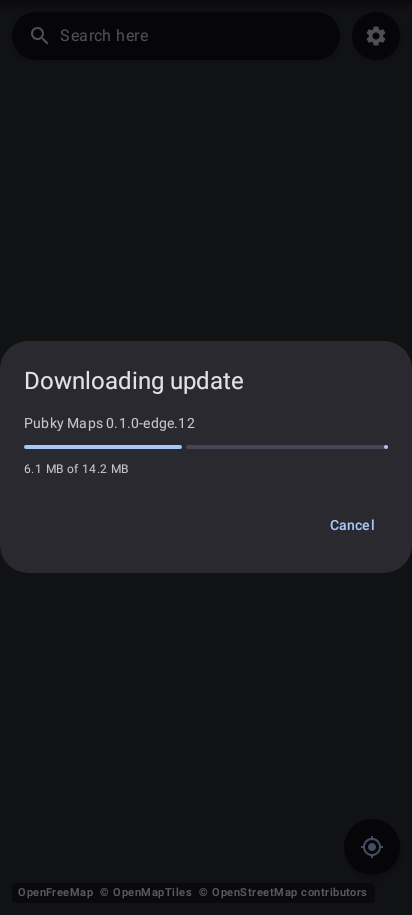 Search here
Downloading update
Pubky Maps 0.1.0-edge.12
6.1 MB of 14.2 MB
Cancel
OpenFreeMap © OpenMapTiles © OpenStreetMap contributors